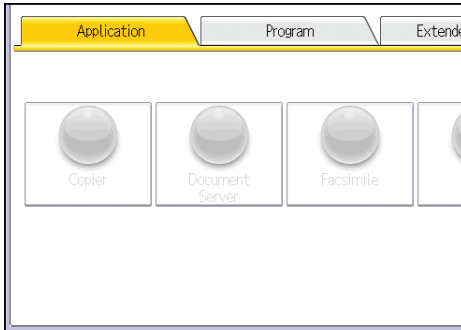 Application
Program
Extende
Copier
Document
Server
Facsimile